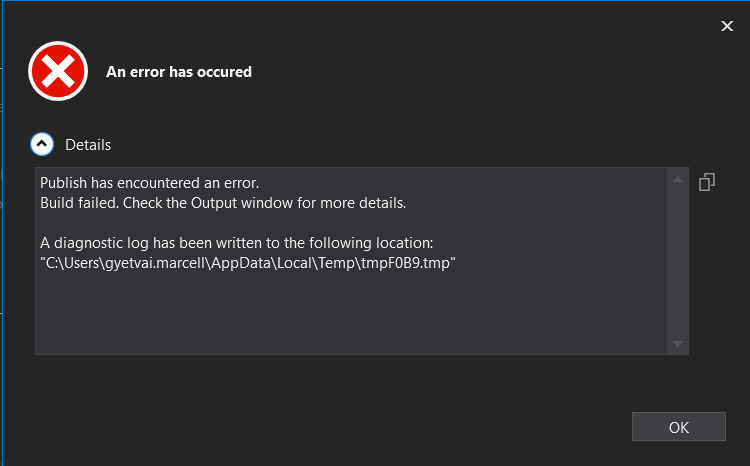 An error has occured
Details
Publish has encountered an error.
Build failed. Check the Output window for more details.
A diagnostic log has been written to the following location:
"C:\Users\gyetvai.marcell\AppData\Local\Temp\tmpF0B9.tmp"
OK